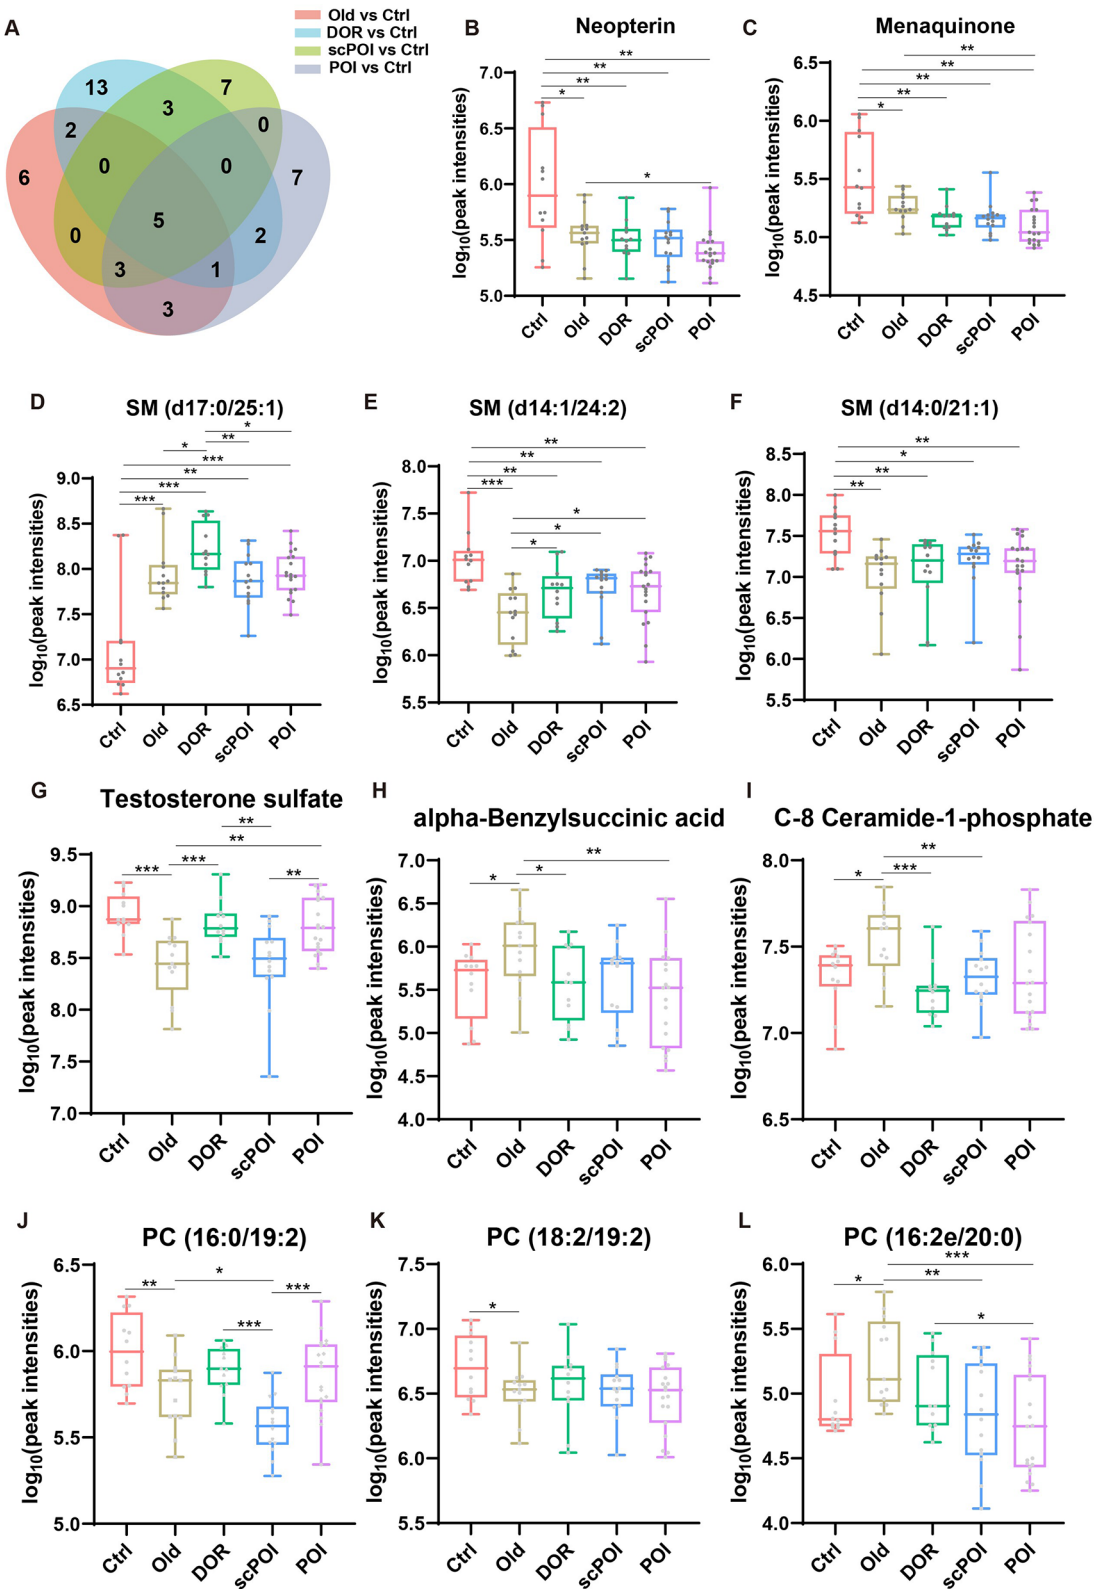 A
Old vs Ctrl
DOR vs Ctrl
scPOI vs Ctrl
POI vs Ctrl
13
7
3
2
0
6
0
0
7
5
0
2
3
1
3
B
Neopterin
log10(peak intensities)
7.0
6.5
6.0
5.5
5.0
**
**
**
*
*
Ctrl
Old
DOR
scPOI
POI
C
Menaquinone
log10(peak intensities)
6.5
6.0
5.5
5.0
4.5
**
**
**
**
*
Ctrl
Old
DOR
scPOI
POI
D
SM (d17:0/25:1)
log10(peak intensities)
9.0
8.5
8.0
7.5
7.0
6.5
*
**
*
***
**
***
***
Ctrl
Old
DOR
scPOI
POI
E
SM (d14:1/24:2)
log10(peak intensities)
8.0
7.5
7.0
6.5
6.0
5.5
**
**
**
***
*
*
*
Ctrl
Old
DOR
scPOI
POI
F
SM (d14:0/21:1)
log10(peak intensities)
8.5
8.0
7.5
7.0
6.5
6.0
5.5
**
*
**
**
Ctrl
Old
DOR
scPOI
POI
G
Testosterone sulfate
log10(peak intensities)
9.5
9.0
8.5
8.0
7.5
7.0
**
**
***
***
**
Ctrl
Old
DOR
scPOI
POI
H
alpha-Benzylsuccinic acid
log10(peak intensities)
7.0
6.5
6.0
5.5
5.0
4.5
4.0
**
*
*
Ctrl
Old
DOR
scPOI
POI
I
C-8 Ceramide-1-phosphate
log10(peak intensities)
8.0
7.5
7.0
6.5
**
***
*
Ctrl
Old
DOR
scPOI
POI
J
PC (16:0/19:2)
log10(peak intensities)
6.5
6.0
5.5
5.0
*
**
***
***
Ctrl
Old
DOR
scPOI
POI
K
PC (18:2/19:2)
log10(peak intensities)
7.5
7.0
6.5
6.0
5.5
*
Ctrl
Old
DOR
scPOI
POI
L
PC (16:2e/20:0)
log10(peak intensities)
6.0
5.5
5.0
4.5
4.0
***
**
*
*
Ctrl
Old
DOR
scPOI
POI